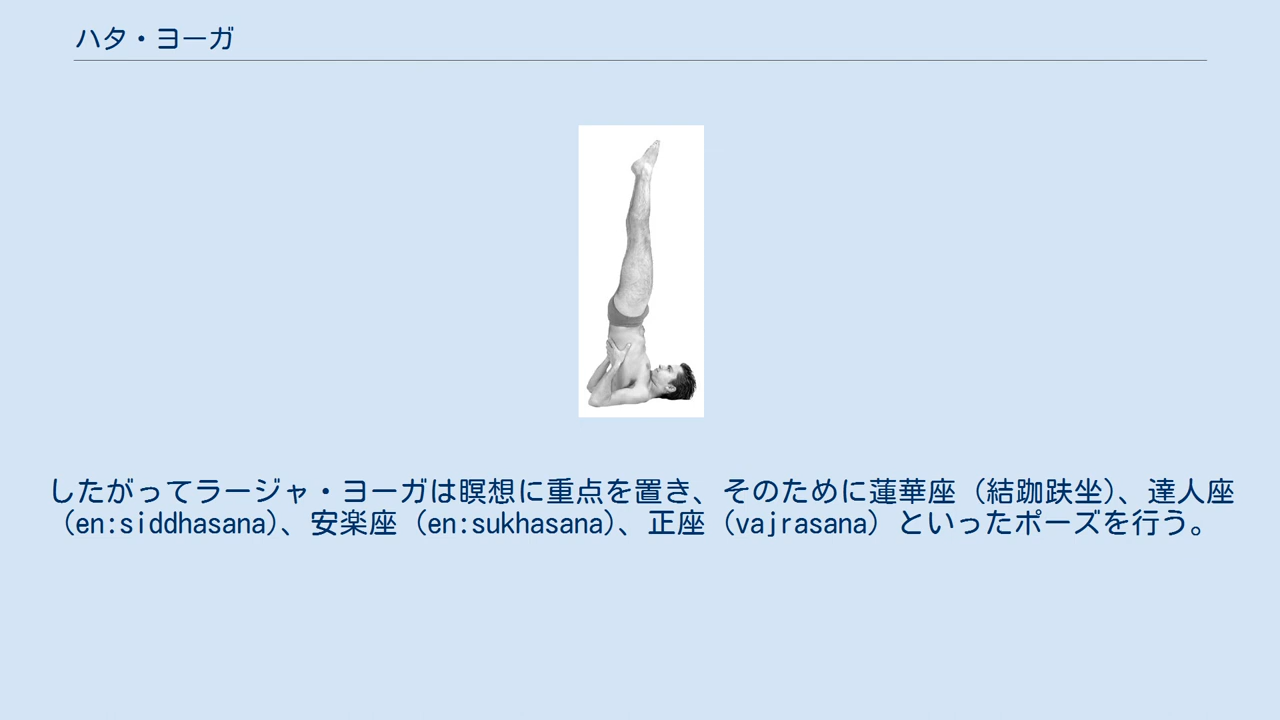 ハタ・ヨーガ
したがってラージャ・ヨーガは瞑想に重点を置き、そのために蓮華座（結跏趺坐）、達人座
（en:siddhasana）、安楽座（en:sukhasana）、正座（vajrasana）といったポーズを行う。